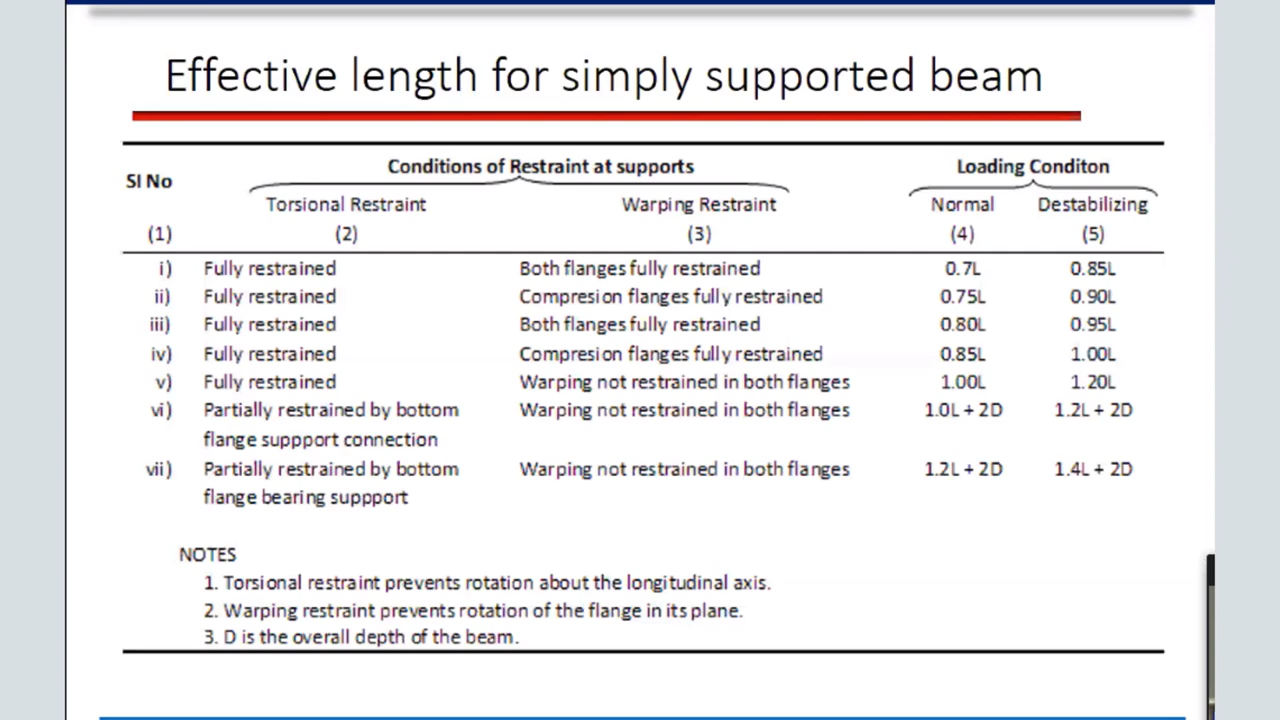 Effective length for simply supported beam
SI No Conditions of Restraint at supports Loading Conditon
Torsional Restraint Warping Restraint Normal Destabilizing
(1) (2) (3) (4) (5)
i) Fully restrained Both flanges fully restrained 0.7L 0.85L
ii) Fully restrained Compresion flanges fully restrained 0.75L 0.90L
iii) Fully restrained Both flanges fully restrained 0.80L 0.95L
iv) Fully restrained Compresion flanges fully restrained 0.85L 1.00L
v) Fully restrained Warping not restrained in both flanges 1.00L 1.20L
vi) Partially restrained by bottom Warping not restrained in both flanges 1.0L + 2D 1.2L + 2D
flange suppport connection
vii) Partially restrained by bottom Warping not restrained in both flanges 1.2L + 2D 1.4L + 2D
flange bearing suppport
NOTES
1. Torsional restraint prevents rotation about the longitudinal axis.
2. Warping restraint prevents rotation of the flange in its plane.
3. D is the overall depth of the beam.